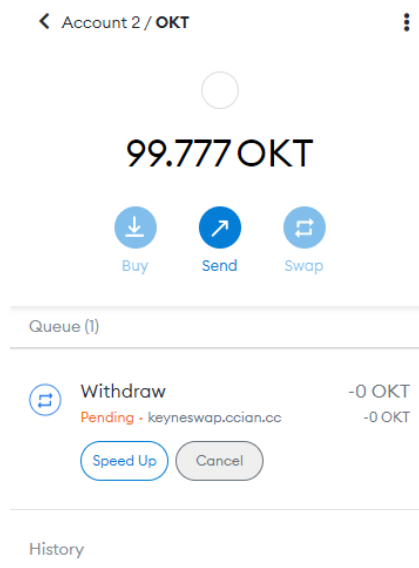 Account 2 / OKT
99.777 OKT
Buy Send Swap
Queue (1)
Withdraw -0 OKT
Pending · keyneswap.ccian.cc -0 OKT
Speed Up Cancel
History